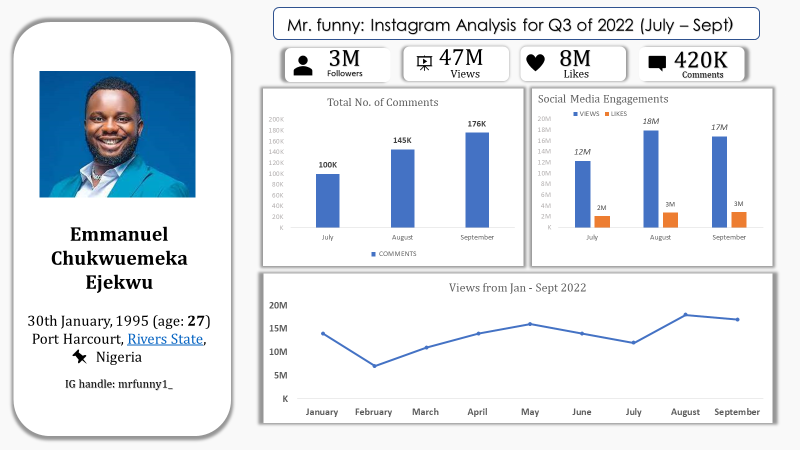 Mr. funny: Instagram Analysis for Q3 of 2022 (July – Sept)
3M
Followers
47M
Views
8M
Likes
420K
Comments
Emmanuel
Chukwuemeka
Ejekwu
30th January, 1995 (age: 27)
Port Harcourt, Rivers State,
Nigeria
IG handle: mrfunny1_
Total No. of Comments
200K
180K
160K
140K
120K
100K
80K
60K
40K
20K
K
100K
145K
176K
July August September
COMMENTS
Social Media Engagements
VIEWS LIKES
20M
18M
16M
14M
12M
10M
8M
6M
4M
2M
K
12M
2M
18M
3M
17M
3M
July August September
Views from Jan - Sept 2022
20M
15M
10M
5M
K
January February March April May June July August September